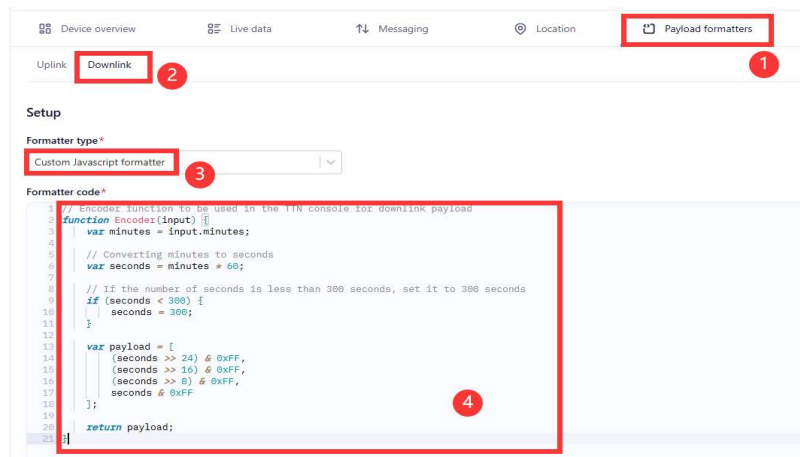 Device overview
Live data
Messaging
Location
Payload formatters
1
Uplink
Downlink
2
Setup
Formatter type*
Custom Javascript formatter
3
Formatter code*
1 // Encoder function to be used in the TTN console for downlink payload
2 function Encoder(input) {
3 var minutes = input.minutes;
4
5 // Converting minutes to seconds
6 var seconds = minutes * 60;
7
8 // If the number of seconds is less than 300 seconds, set it to 300 seconds
9 if (seconds < 300) {
10 seconds = 300;
11 }
12
13 var payload = [
14 (seconds >> 24) & 0xFF,
15 (seconds >> 16) & 0xFF,
16 (seconds >> 8) & 0xFF,
17 seconds & 0xFF
18 ];
19
20 return payload;
21 }
4